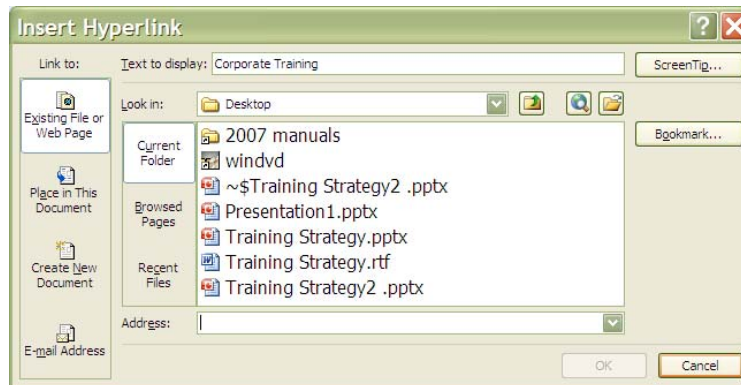 Insert Hyperlink
Link to:
Text to display: Corporate Training
ScreenTip...
Existing File or
Web Page
Look in:
Desktop
Bookmark...
Current
Folder
2007 manuals
windvd
~$Training Strategy2 .pptx
Presentation1.pptx
Training Strategy.pptx
Training Strategy.rtf
Training Strategy2 .pptx
Place in This
Document
Browsed
Pages
Create New
Document
Recent
Files
E-mail Address
Address:
OK
Cancel